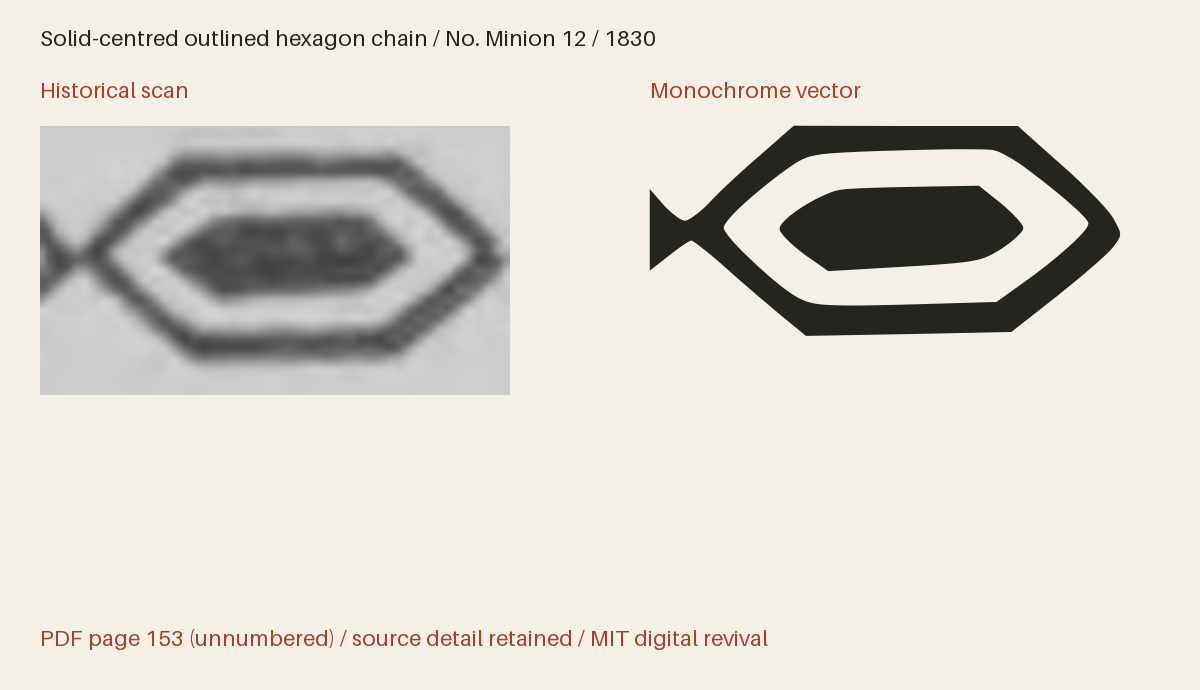 Solid-centred outlined hexagon chain / No. Minion 12 / 1830
Historical scan
Monochrome vector
PDF page 153 (unnumbered) / source detail retained / MIT digital revival